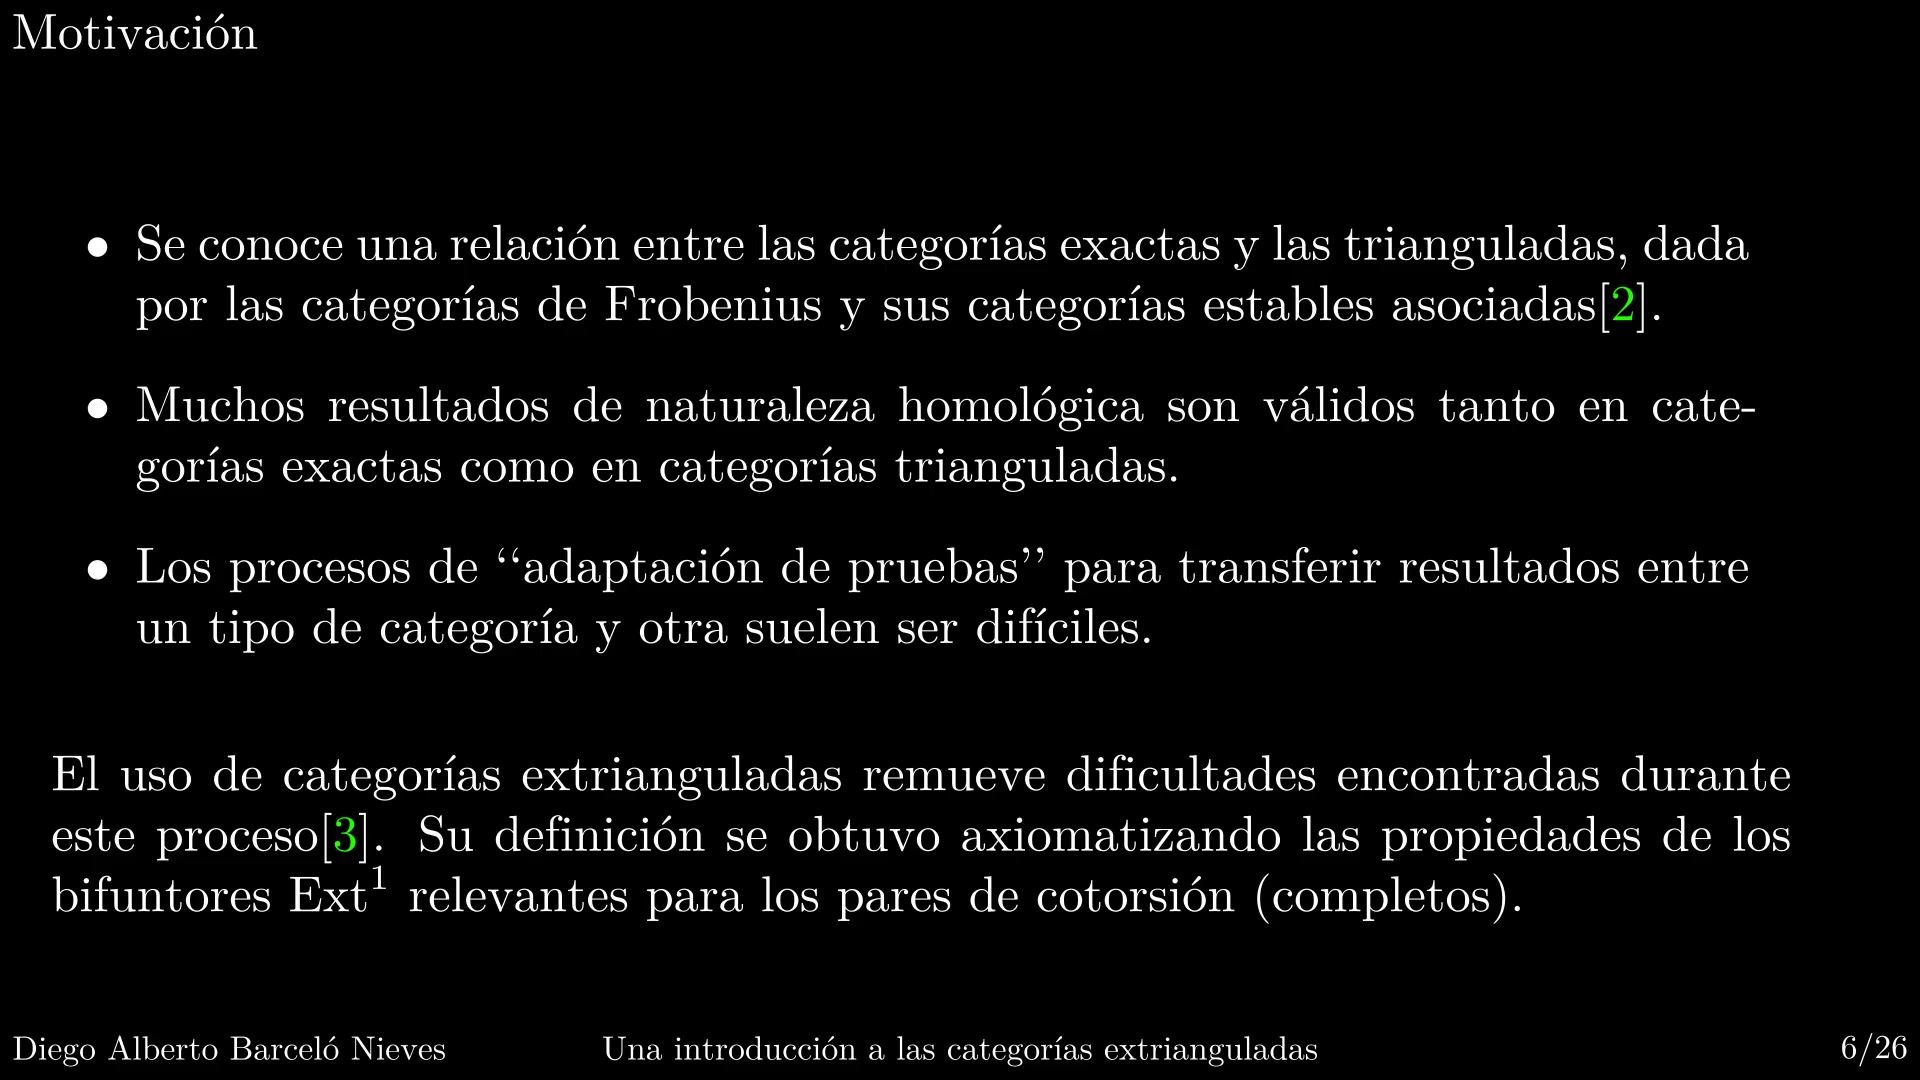 Motivación
• Se conoce una relación entre las categorías exactas y las trianguladas, dada
por las categorías de Frobenius y sus categorías estables asociadas[2].
• Muchos resultados de naturaleza homológica son válidos tanto en cate-
gorías exactas como en categorías trianguladas.
• Los procesos de “adaptación de pruebas” para transferir resultados entre
un tipo de categoría y otra suelen ser difíciles.
El uso de categorías extrianguladas remueve dificultades encontradas durante
este proceso[3]. Su definición se obtuvo axiomatizando las propiedades de los
bifuntores Ext¹ relevantes para los pares de cotorsión (completos).
Diego Alberto Barceló Nieves Una introducción a las categorías extrianguladas 6/26